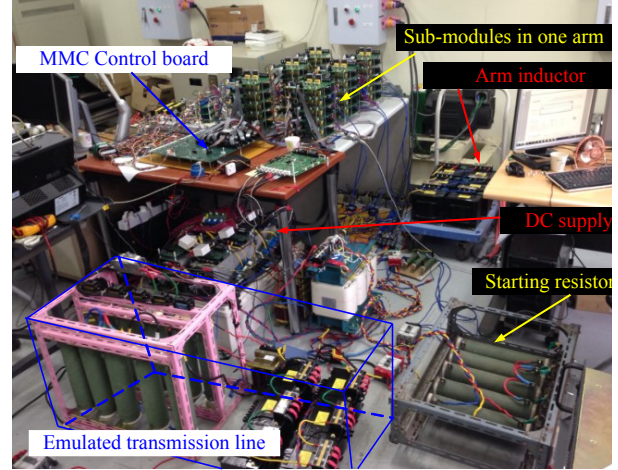 Sub-modules in one arm
MMC Control board
Arm inductor
DC supply
Starting resistor
Emulated transmission line